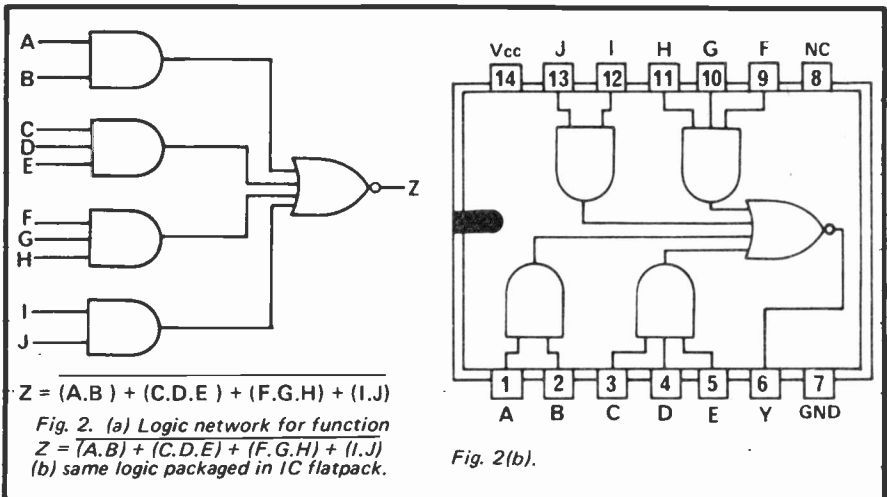 A
B
C
D
E
F
G
H
I
J
Z
Z = (A.B ) + (C.D.E ) + (F.G.H) + (I.J)
Fig. 2. (a) Logic network for function
Z = (A.B) + (C.D.E) + (F.G.H) + (I.J)
(b) same logic packaged in IC flatpack.
Vcc J I H G F NC
14 13 12 11 10 9 8
1 2 3 4 5 6 7
A B C D E Y GND
Fig. 2(b).